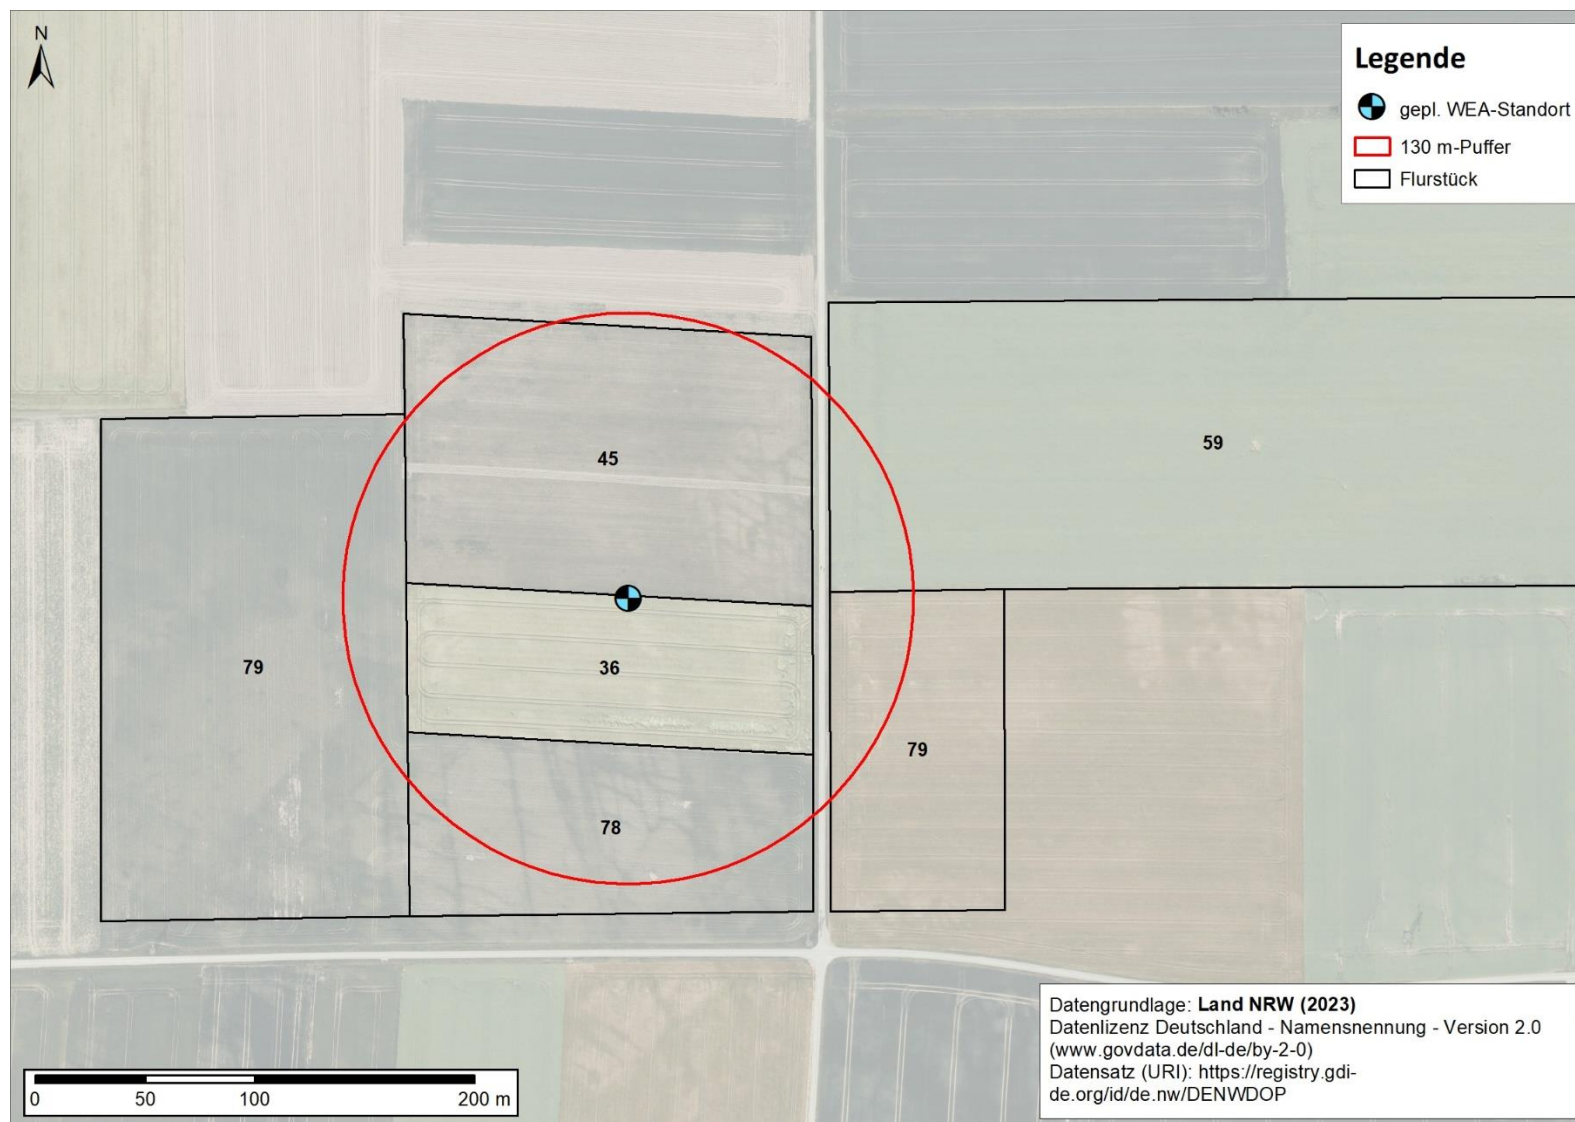 N
Legende
gepl. WEA-Standort
130 m-Puffer
Flurstück
45
59
79
36
79
78
0 50 100 200 m
Datengrundlage: Land NRW (2023)
Datenlizenz Deutschland - Namensnennung - Version 2.0
(www.govdata.de/dl-de/by-2-0)
Datensatz (URI): https://registry.gdi-
de.org/id/de.nw/DENWDOP